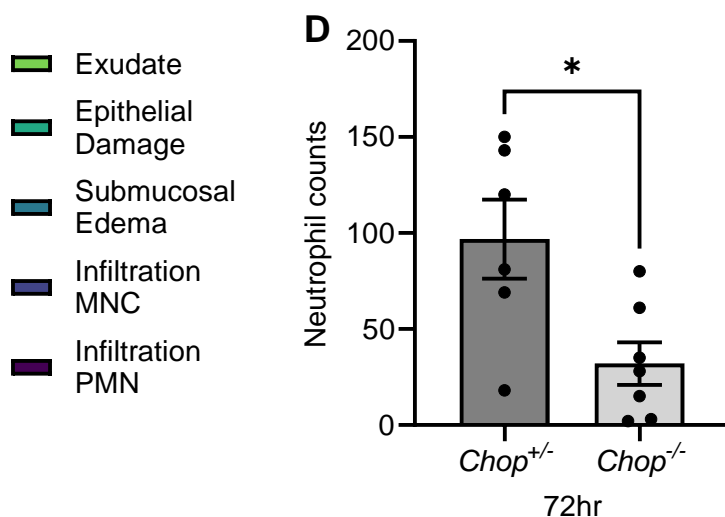 Exudate
Epithelial
Damage
Submucosal
Edema
Infiltration
MNC
Infiltration
PMN
D
200
150
100
50
0
Neutrophil counts
*
Chop+/-
Chop-/-
72hr